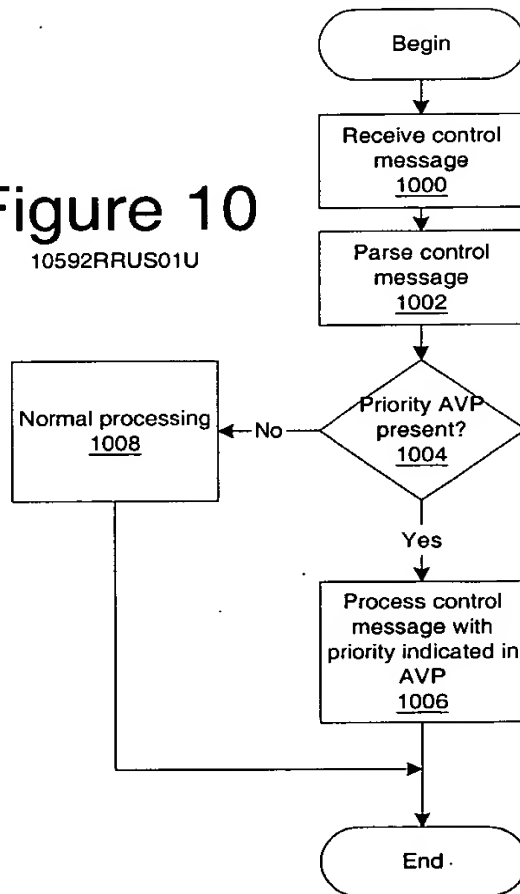 Begin
Receive control
message
1000
Figure 10
10592RRUS01U
Parse control
message
1002
Priority AVP
present?
1004
No
Normal processing
1008
Yes
Process control
message with
priority indicated in
AVP
1006
End